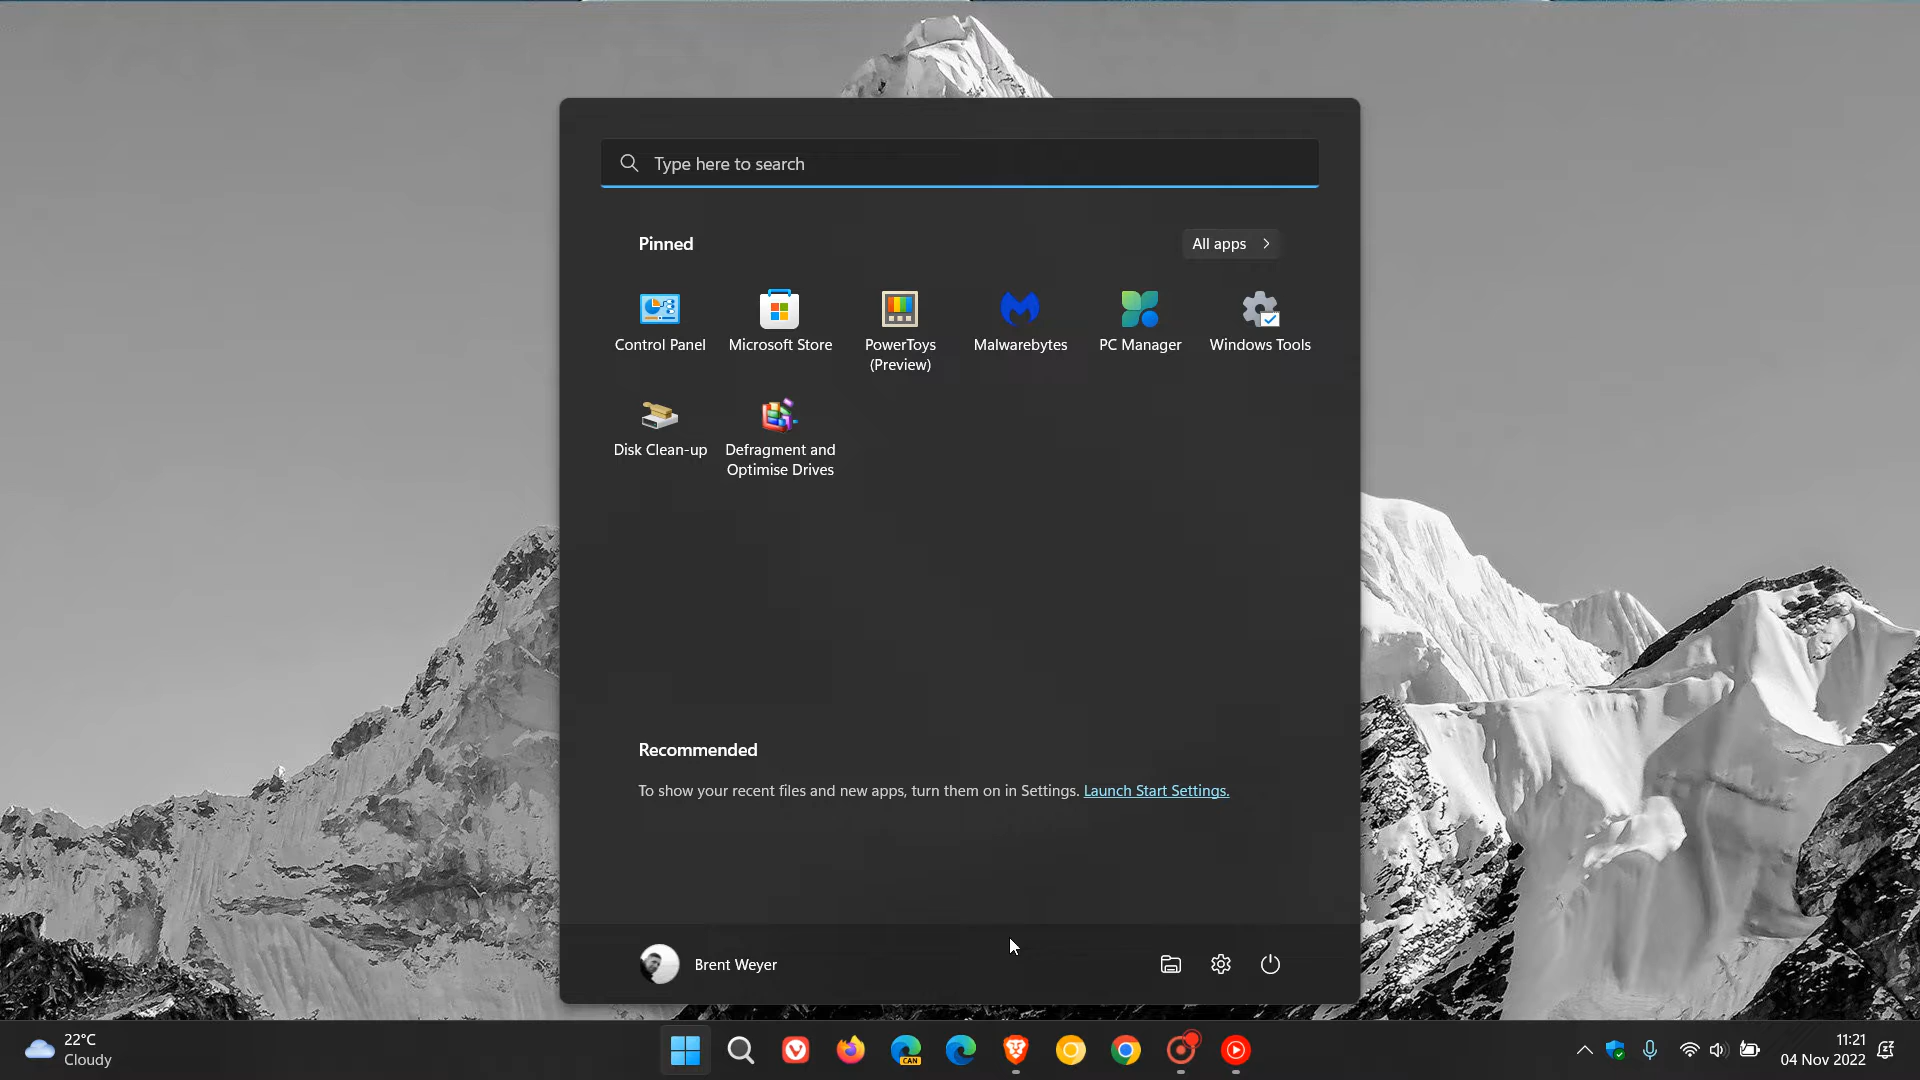 Type here to search
Pinned
All apps
Control Panel
Microsoft Store
PowerToys
(Preview)
Malwarebytes
PC Manager
Windows Tools
Disk Clean-up
Defragment and
Optimise Drives
Recommended
To show your recent files and new apps, turn them on in Settings. Launch Start Settings.
Brent Weyer
22°C
Cloudy
CAN
11:21
04 Nov 2022